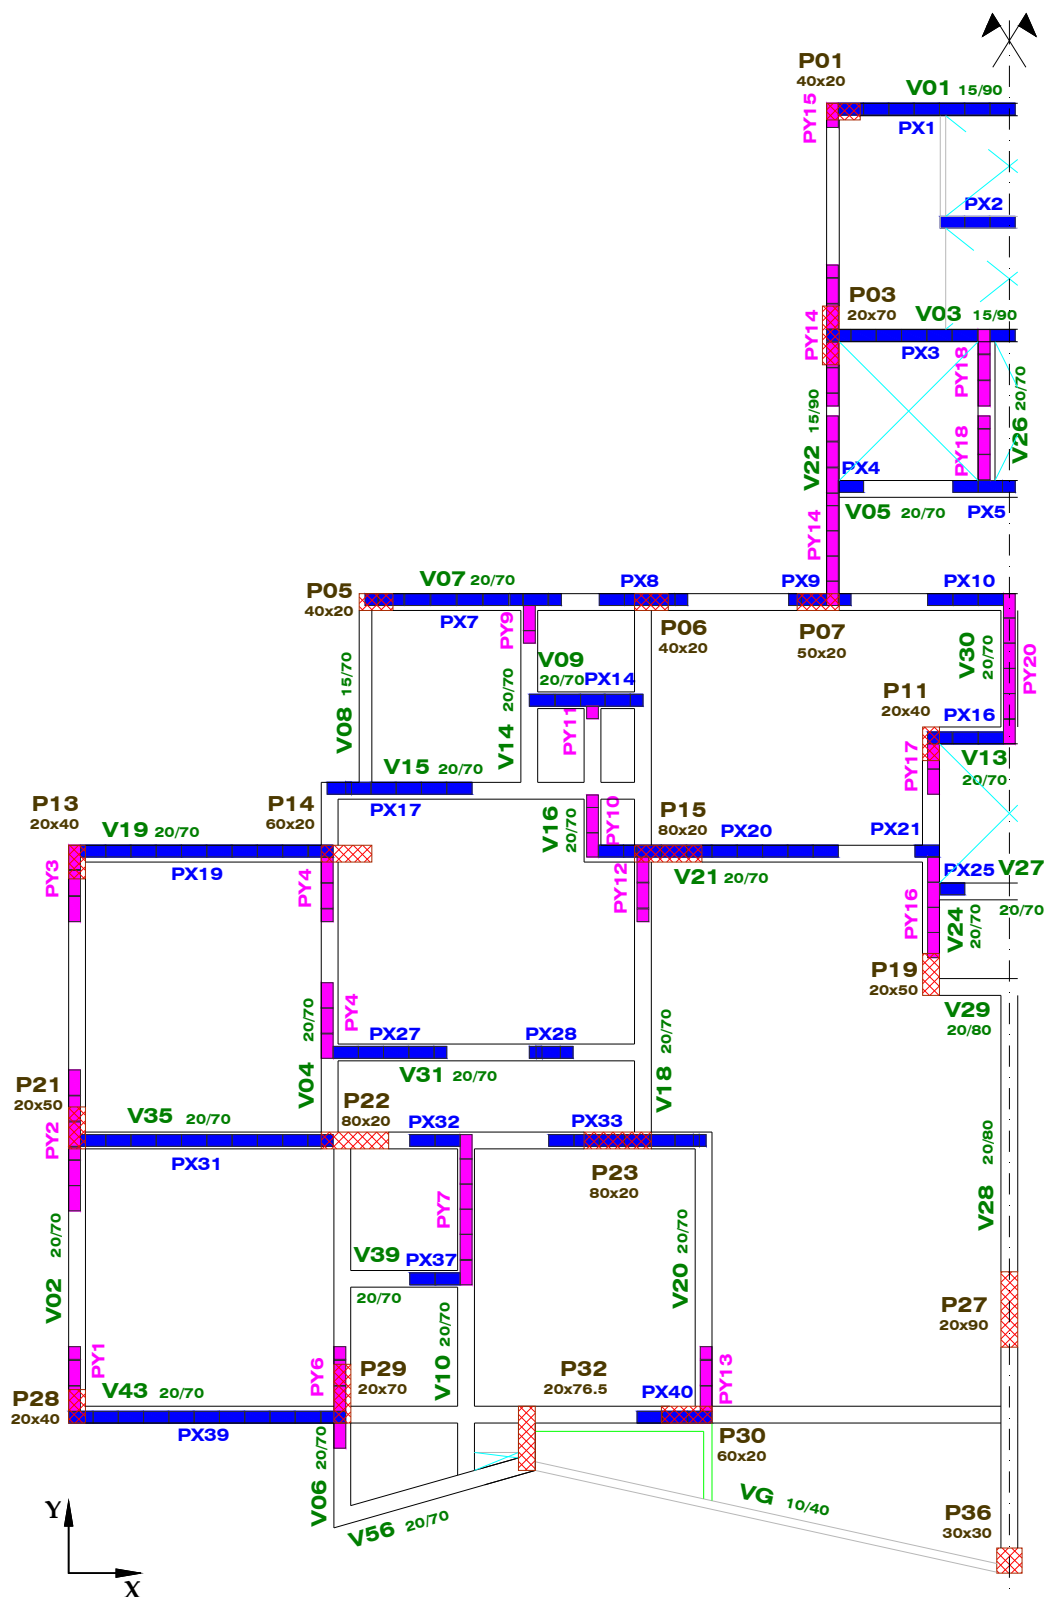 P01
40x20
V01 15/90
PY15
PX1
PX2
P03
20x70
V03 15/90
PY14
PX3
PY18
V26 20/70
V22 15/90
PY18
PX4
V05 20/70
PX5
PY14
V07 20/70
PX8
PX9
PX10
P05
40x20
PX7
PY9
P06
40x20
P07
50x20
V30
20/70
PY20
V09
20/70
PX14
V08 15/70
V14 20/70
PY11
P11
20x40
PX16
V13
20/70
PY17
V15 20/70
PX17
P13
20x40
V19 20/70
P14
60x20
V16
20/70
PY10
P15
80x20
PX20
PX21
PY3
PX19
PY4
PY12
V21 20/70
PX25
V27
20/70
PY16
V24
20/70
P19
20x50
V29
20/80
PY4
20/70
V04
PX27
PX28
V31 20/70
V18 20/70
P21
20x50
V35 20/70
P22
80x20
PX32
PX33
PY2
PX31
P23
80x20
V28 20/80
PY7
V02 20/70
V39
20/70
PX37
V20 20/70
P27
20x90
V10 20/70
PY1
PY6
P29
20x70
P32
20x76.5
PX40
PY13
P28
20x40
V43 20/70
PX39
P30
60x20
V06 20/70
V56 20/70
VG 10/40
P36
30x30
Y
X